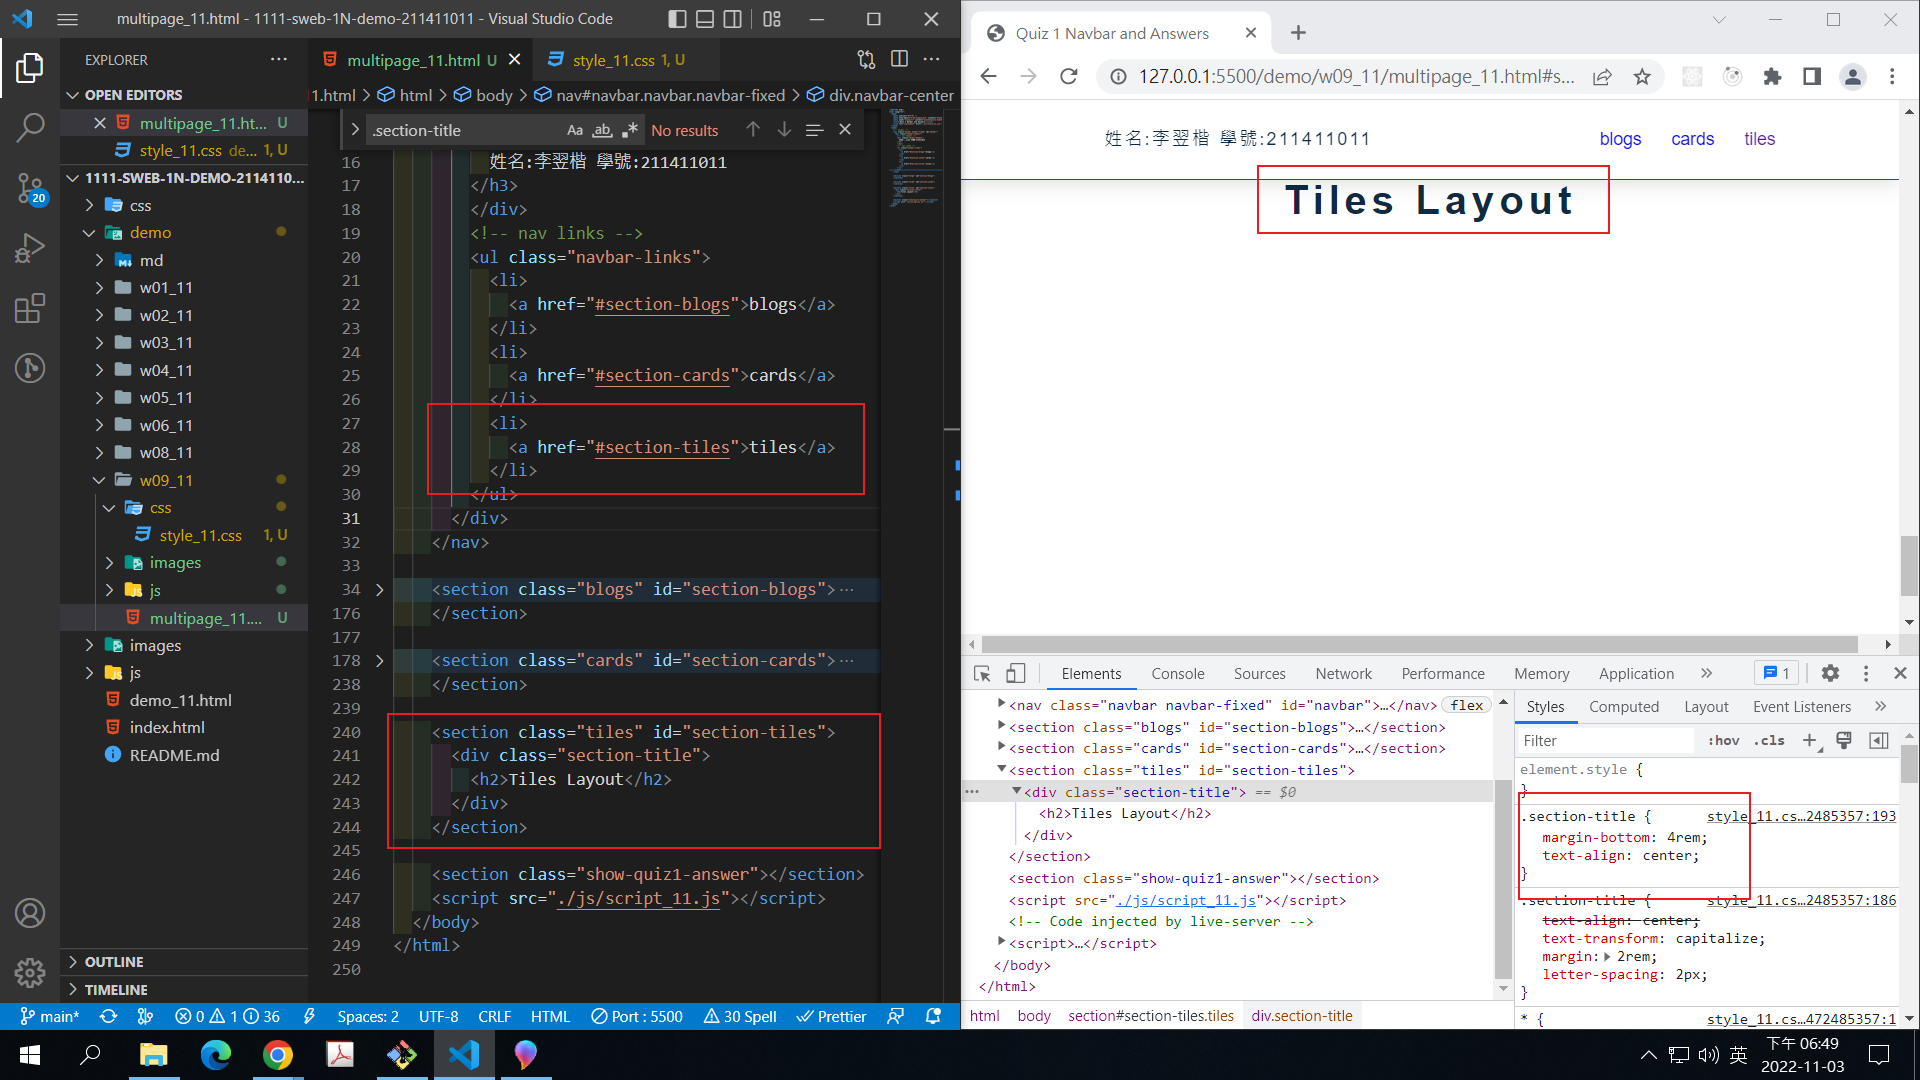 multipage_11.html - 1111-sweb-1N-demo-211411011 - Visual Studio Code
EXPLORER
OPEN EDITORS
multipage_11.ht... U
style_11.css de... 1, U
1111-SWEB-1N-DEMO-2114110...
css
demo
md
w01_11
w02_11
w03_11
w04_11
w05_11
w06_11
w08_11
w09_11
css
style_11.css 1, U
images
js
multipage_11.... U
images
js
demo_11.html
index.html
README.md
OUTLINE
TIMELINE
20
multipage_11.html U
style_11.css 1, U
1.html > html > body > nav#navbar.navbar.navbar-fixed > div.navbar-center
.section-title Aa ab No results
16 姓名:李翌楷 學號:211411011
17 </h3>
18 </div>
19 <!-- nav links -->
20 <ul class="navbar-links">
21 <li>
22 <a href="#section-blogs">blogs</a>
23 </li>
24 <li>
25 <a href="#section-cards">cards</a>
26 </li>
27 <li>
28 <a href="#section-tiles">tiles</a>
29 </li>
30 </ul>
31 </div>
32 </nav>
33
34 <section class="blogs" id="section-blogs">···
176 </section>
177
178 <section class="cards" id="section-cards">···
238 </section>
239
240 <section class="tiles" id="section-tiles">
241 <div class="section-title">
242 <h2>Tiles Layout</h2>
243 </div>
244 </section>
245
246 <section class="show-quiz1-answer"></section>
247 <script src="./js/script_11.js"></script>
248 </body>
249 </html>
250
main* 0 1 36 Spaces: 2 UTF-8 CRLF HTML Port : 5500 30 Spell Prettier
Quiz 1 Navbar and Answers
127.0.0.1:5500/demo/w09_11/multipage_11.html#s...
姓名:李翌楷 學號:211411011 blogs cards tiles
Tiles Layout
Elements Console Sources Network Performance Memory Application 1
<nav class="navbar navbar-fixed" id="navbar">…</nav> flex
<section class="blogs" id="section-blogs">…</section>
<section class="cards" id="section-cards">…</section>
<section class="tiles" id="section-tiles">
<div class="section-title"> == $0
<h2>Tiles Layout</h2>
</div>
</section>
<section class="show-quiz1-answer"></section>
<script src="./js/script_11.js"></script>
<!-- Code injected by live-server -->
<script>…</script>
</body>
</html>
html body section#section-tiles.tiles div.section-title
Styles Computed Layout Event Listeners
Filter :hov .cls
element.style {
}
.section-title { style_11.cs…2485357:193
margin-bottom: 4rem;
text-align: center;
}
.section-title { style_11.cs…2485357:186
text-align: center;
text-transform: capitalize;
margin: 2rem;
letter-spacing: 2px;
}
* { style_11.cs…472485357:1
英
下午 06:49
2022-11-03